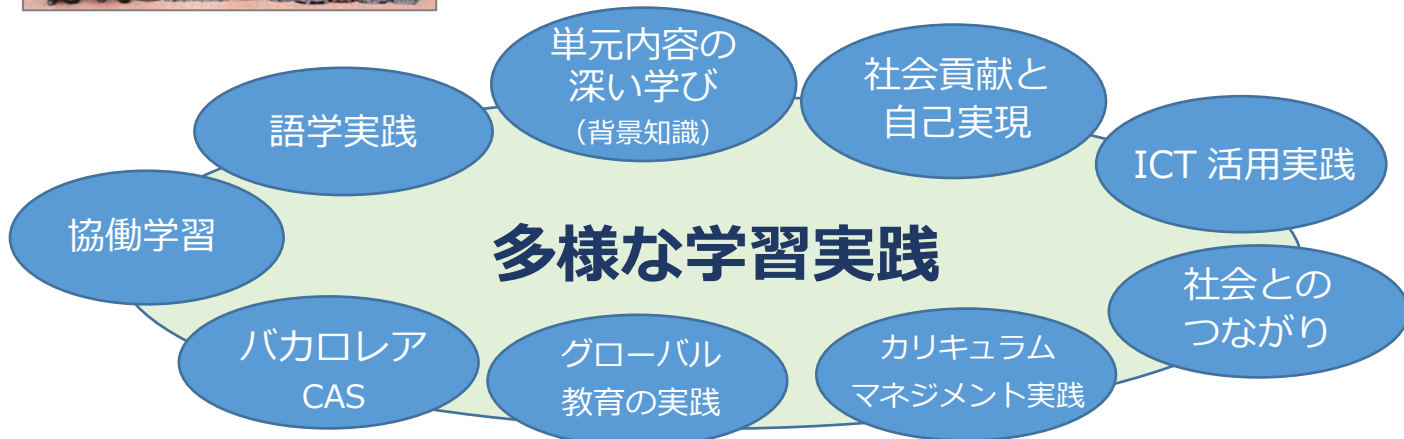 単元内容の
深い学び
（背景知識）
社会貢献と
自己実現
語学実践
ICT 活用実践
協働学習
多様な学習実践
社会との
つながり
バカロレア
CAS
グローバル
教育の実践
カリキュラム
マネジメント実践